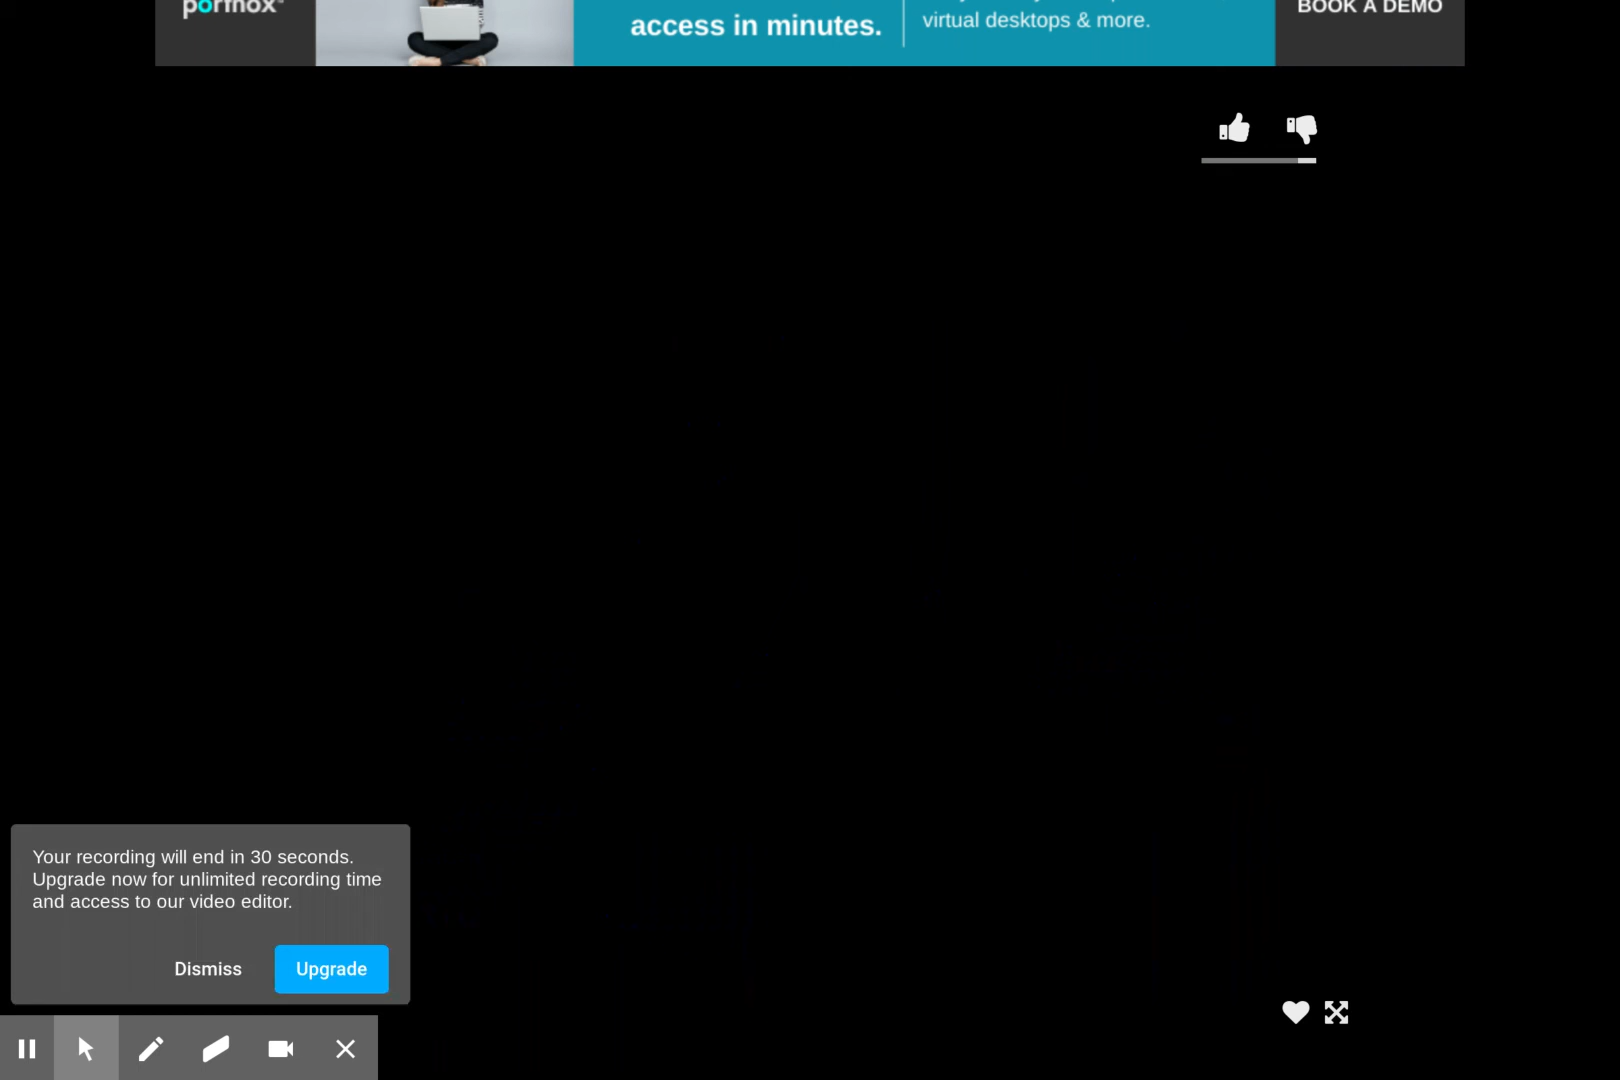 portnox
access in minutes.
virtual desktops & more.
BOOK A DEMO
Your recording will end in 30 seconds.
Upgrade now for unlimited recording time
and access to our video editor.
Dismiss
Upgrade